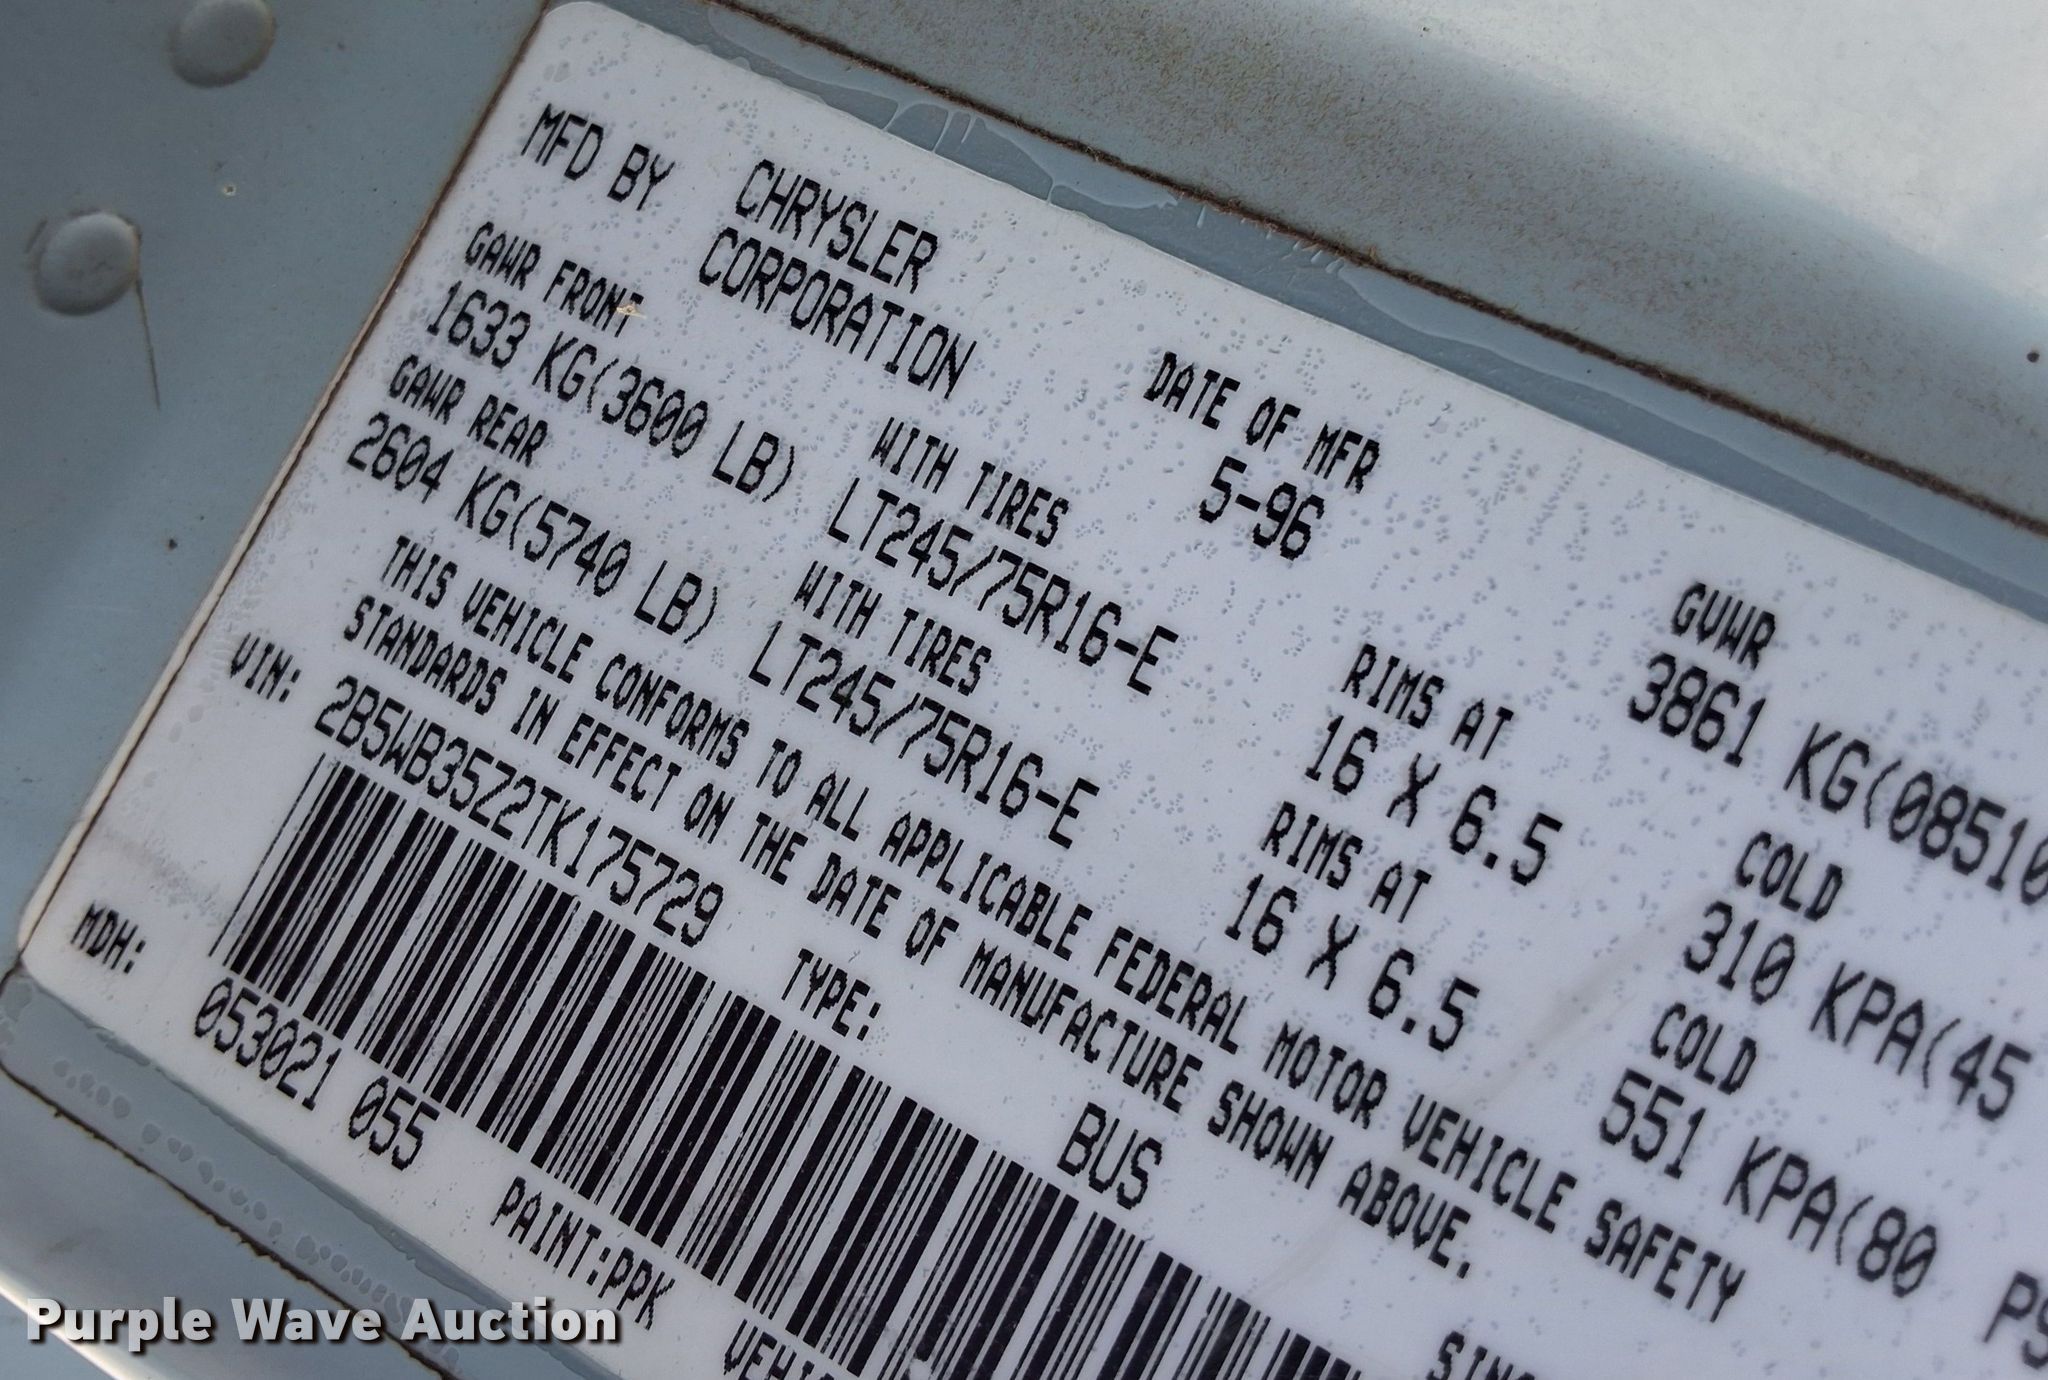 MFD BY CHRYSLER CORPORATION
DATE OF MFR 5-96
GVWR 3861 KG(08510
GAWR FRONT WITH TIRES RIMS AT COLD
1633 KG(3600 LB) LT245/75R16-E 16 X 6.5 310 KPA(45
GAWR REAR WITH TIRES RIMS AT COLD
2604 KG(5740 LB) LT245/75R16-E 16 X 6.5 551 KPA(80 PS
THIS VEHICLE CONFORMS TO ALL APPLICABLE FEDERAL MOTOR VEHICLE SAFETY
STANDARDS IN EFFECT ON THE DATE OF MANUFACTURE SHOWN ABOVE.
VIN: 2B5WB35Z2TK175729 TYPE: BUS SING
MDH: 053021 055 PAINT:PPK VEHI
Purple Wave Auction